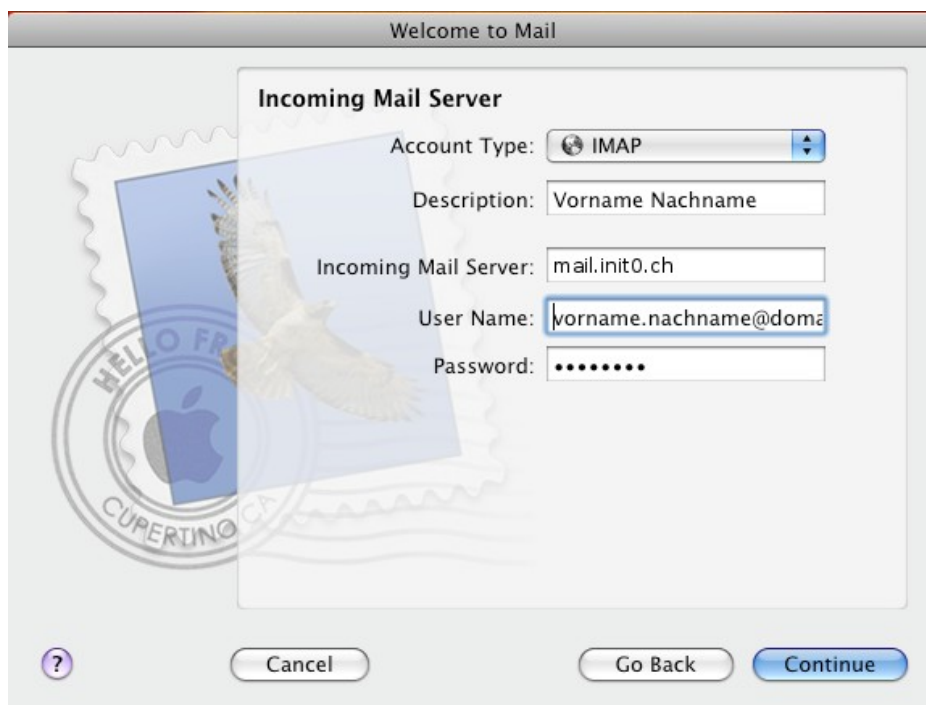 Welcome to Mail
Incoming Mail Server
Account Type: IMAP
Description: Vorname Nachname
Incoming Mail Server: mail.init0.ch
User Name: vorname.nachname@doma
Password: ••••••••
HELLO FR
CUPERTINO CA
? Cancel Go Back Continue